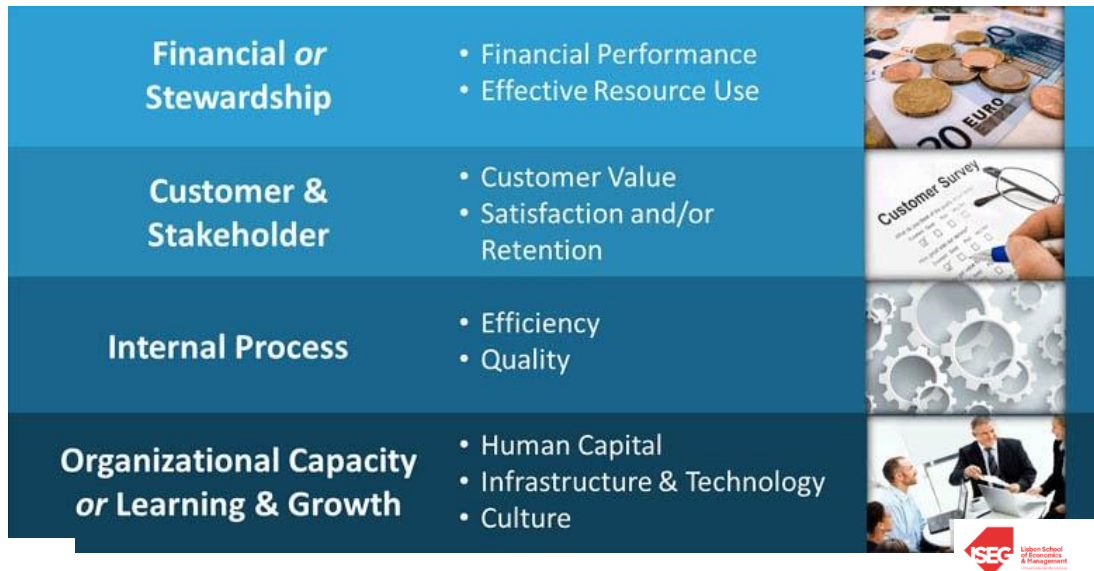 Financial or
Stewardship
• Financial Performance
• Effective Resource Use
20
EURO
20
Customer &
Stakeholder
• Customer Value
• Satisfaction and/or
Retention
Customer Survey
Internal Process
• Efficiency
• Quality
Organizational Capacity
or Learning & Growth
• Human Capital
• Infrastructure & Technology
• Culture
ISEG
Lisbon School
of Economics
& Management